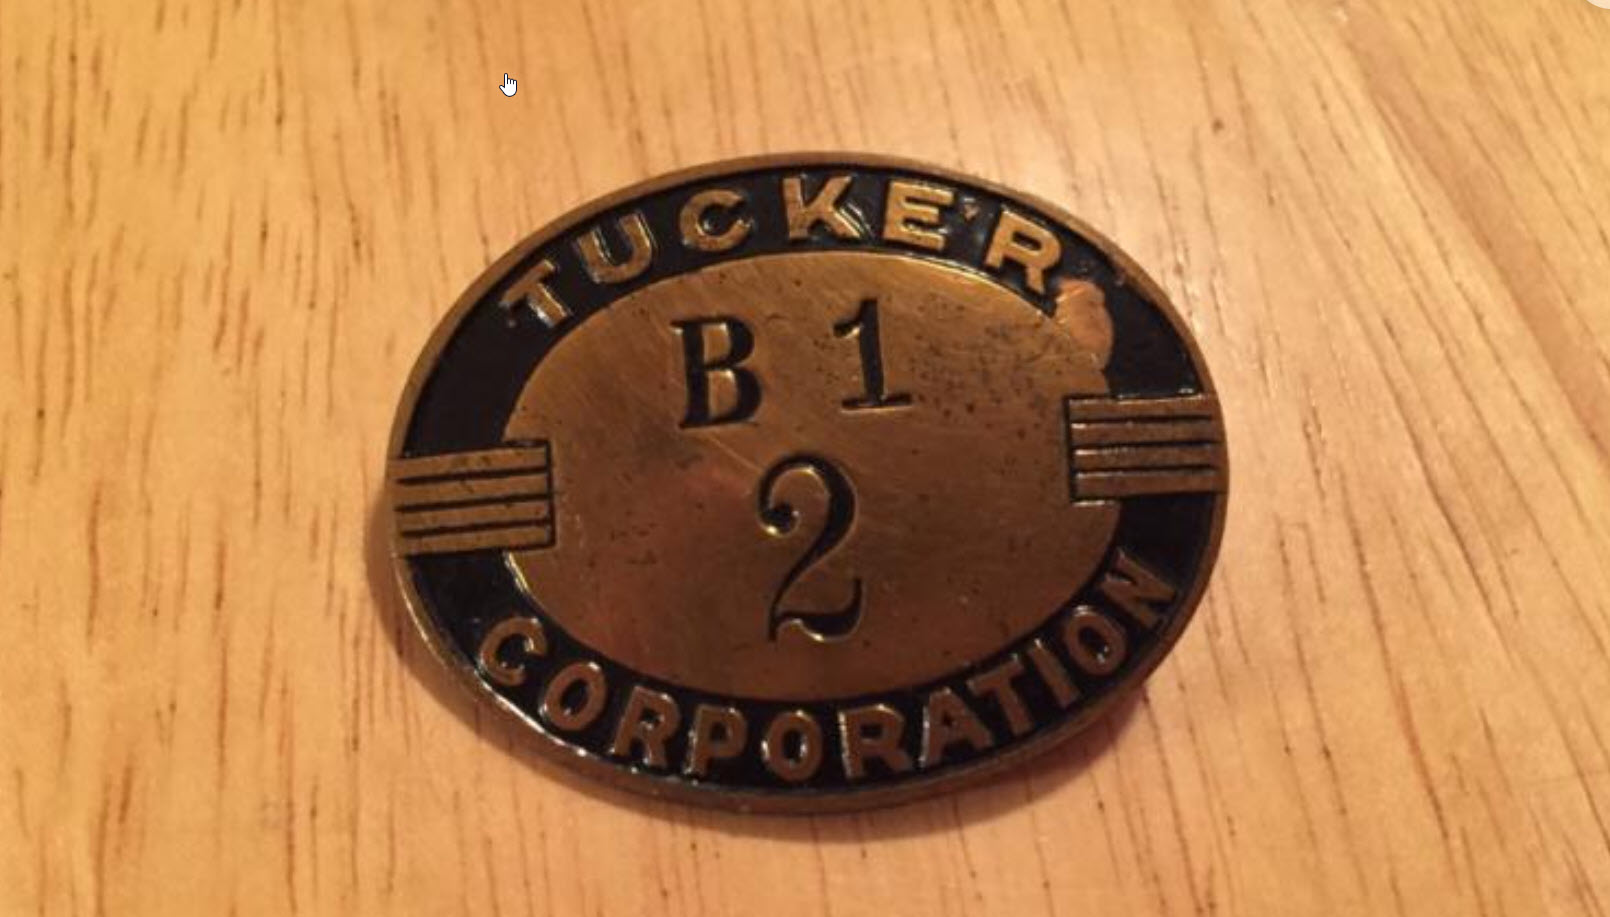 TUCKER
B 1
2
CORPORATION